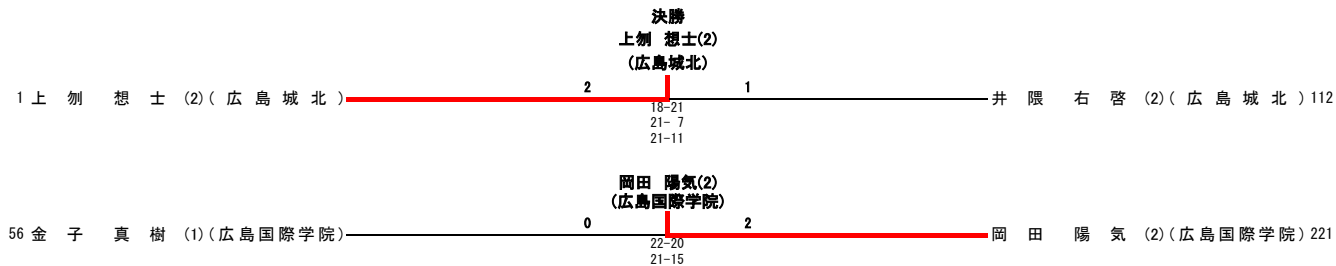 決勝
上刎 想士(2)
(広島城北)
1 上 刎 想 士 (2)(広島城北) 2 1 井 隈 右 啓 (2)(広島城北) 112
18-21
21- 7
21-11
岡田 陽気(2)
(広島国際学院)
56 金 子 真 樹 (1)(広島国際学院) 0 2 岡 田 陽 気 (2)(広島国際学院) 221
22-20
21-15